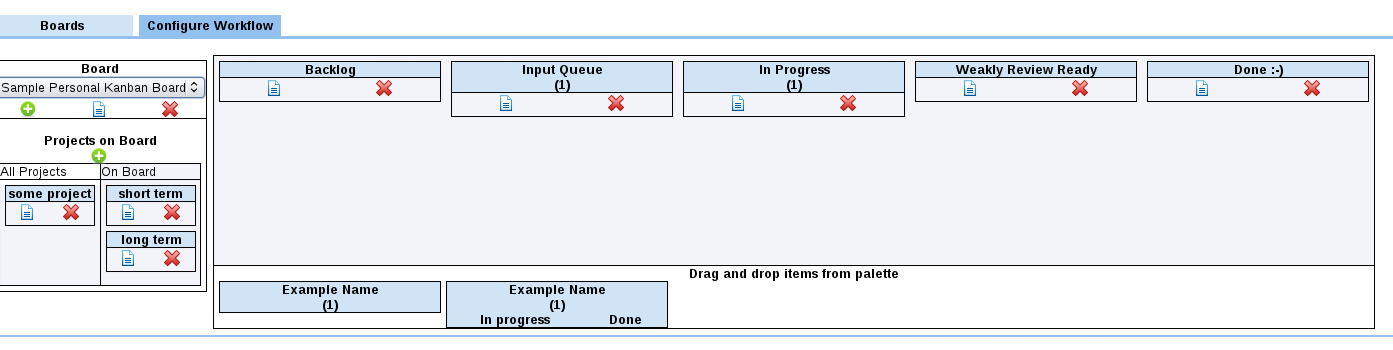 Boards
Configure Workflow
Board
Sample Personal Kanban Board
Projects on Board
All Projects
On Board
some project
short term
long term
Backlog
Input Queue
(1)
In Progress
(1)
Weakly Review Ready
Done :-)
Drag and drop items from palette
Example Name
(1)
Example Name
(1)
In progress
Done